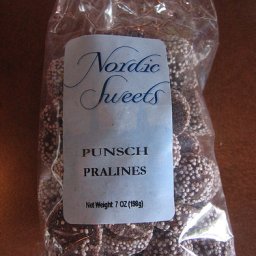 Nordic
Sweets
PUNSCH
PRALINES
Net Weight 7 OZ (198g)